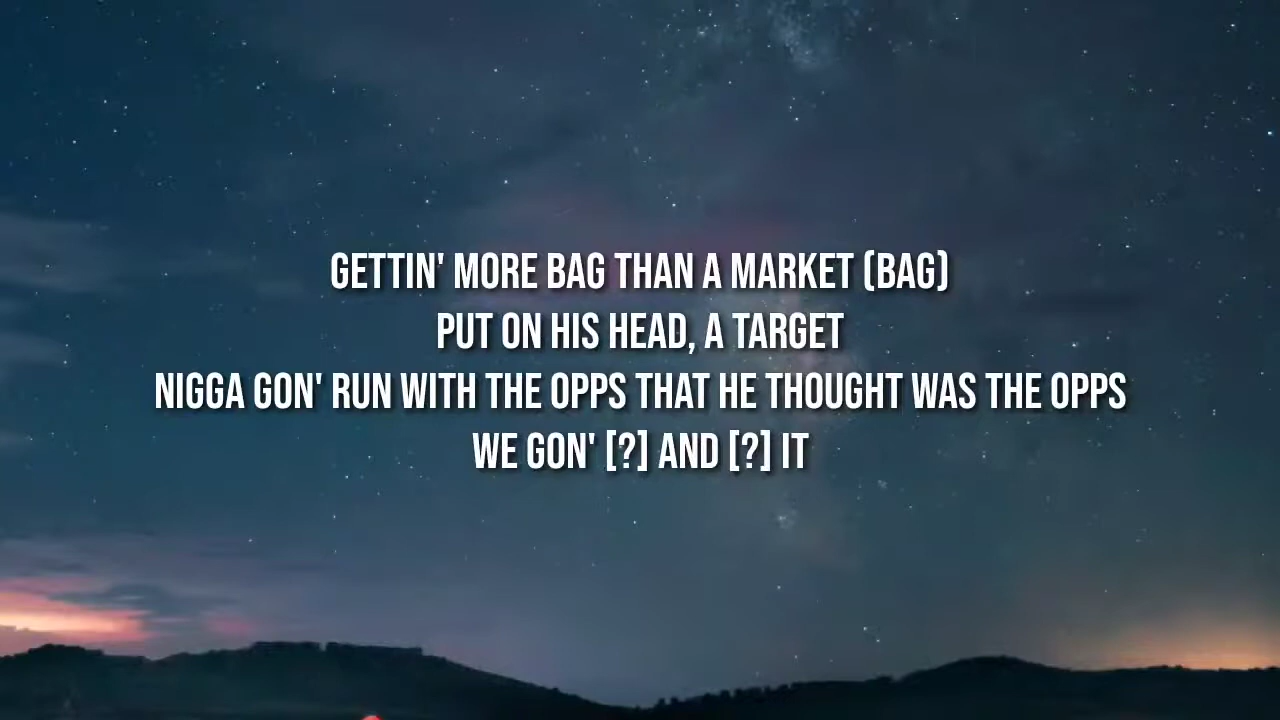 GETTIN' MORE BAG THAN A MARKET (BAG)
PUT ON HIS HEAD, A TARGET
NIGGA GON' RUN WITH THE OPPS THAT HE THOUGHT WAS THE OPPS
WE GON' [?] AND [?] IT